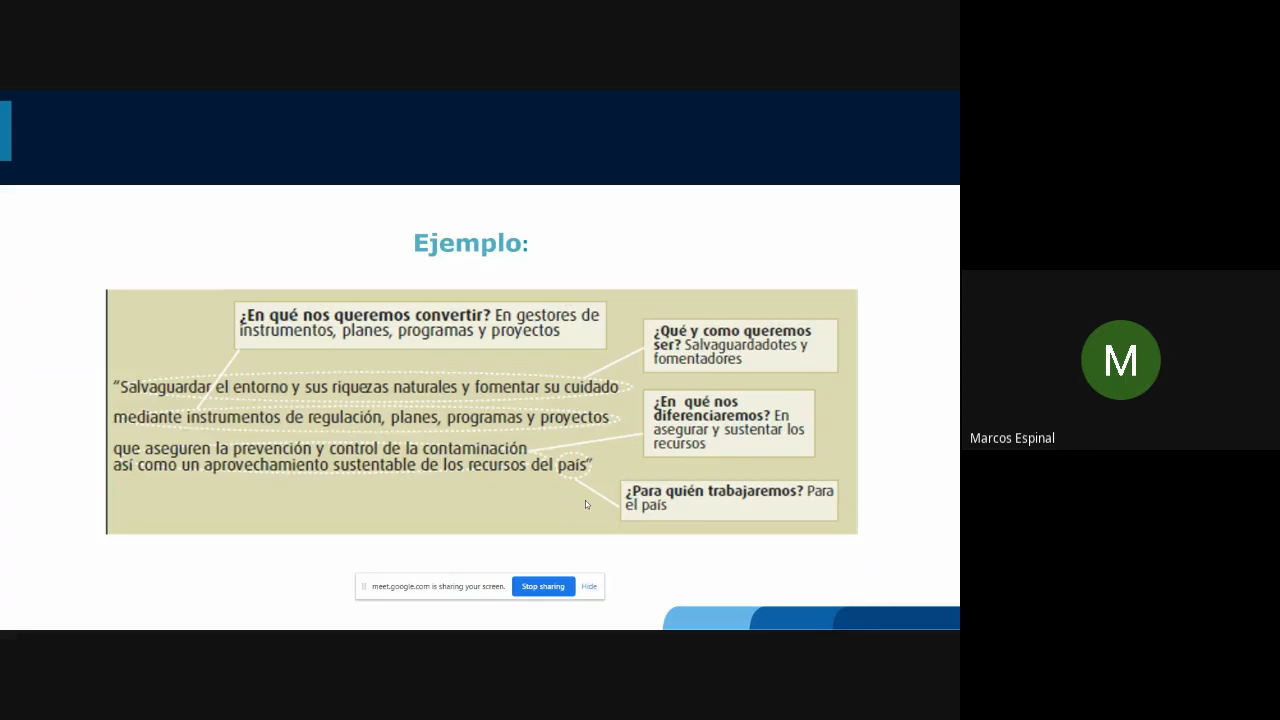 Ejemplo:
¿En qué nos queremos convertir? En gestores de
instrumentos, planes, programas y proyectos
¿Qué y como queremos
ser? Salvaguardadotes y
fomentadores
“Salvaguardar el entorno y sus riquezas naturales y fomentar su cuidado
mediante instrumentos de regulación, planes, programas y proyectos
que aseguren la prevención y control de la contaminación
así como un aprovechamiento sustentable de los recursos del país”
¿En qué nos
diferenciaremos? En
asegurar y sustentar los
recursos
¿Para quién trabajaremos? Para
el país
meet.google.com is sharing your screen.
Stop sharing
Hide
M
Marcos Espinal